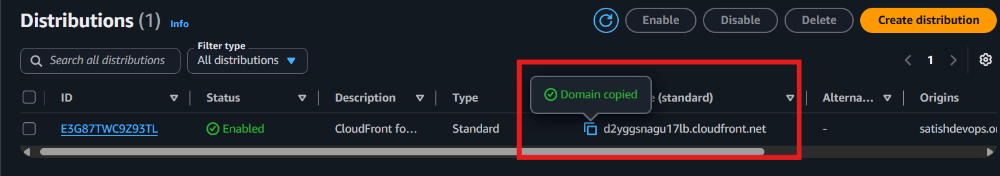 Distributions (1) Info Enable Disable Delete Create distribution
Filter type
Search all distributions All distributions 1
Domain copied
ID Status Description Type (standard) Alterna... Origins
E3G87TWC9Z93TL Enabled CloudFront fo... Standard d2yggsnagu17lb.cloudfront.net - satishdevops.o